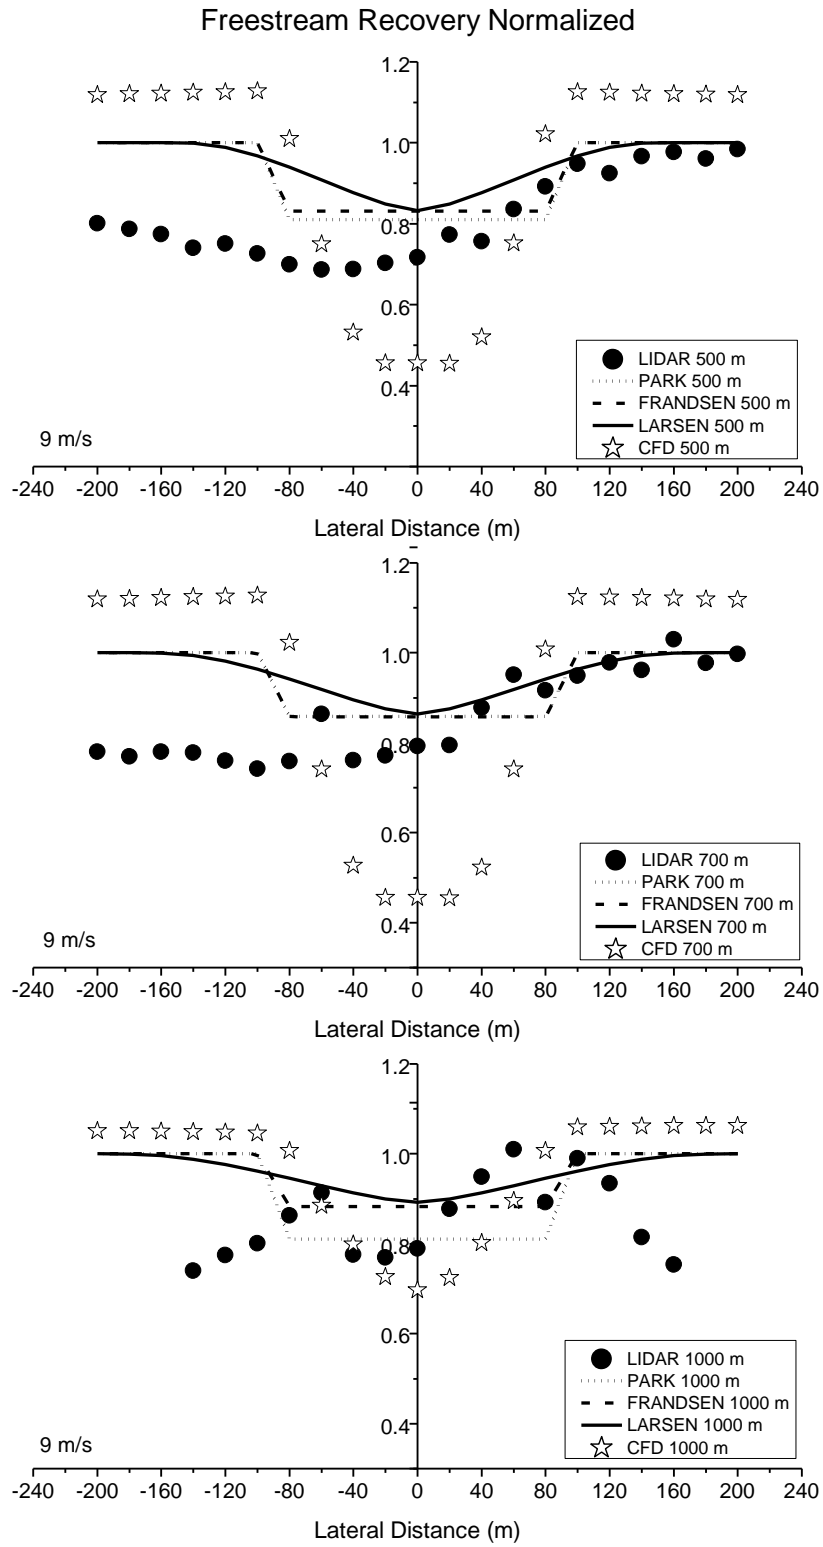 Freestream Recovery Normalized
1.2
1.0
0.8
0.6
0.4
LIDAR 500 m
PARK 500 m
FRANDSEN 500 m
LARSEN 500 m
CFD 500 m
9 m/s
-240 -200 -160 -120 -80 -40 0 40 80 120 160 200 240
Lateral Distance (m)
1.2
1.0
0.8
0.6
0.4
LIDAR 700 m
PARK 700 m
FRANDSEN 700 m
LARSEN 700 m
CFD 700 m
9 m/s
-240 -200 -160 -120 -80 -40 0 40 80 120 160 200 240
Lateral Distance (m)
1.2
1.0
0.8
0.6
0.4
LIDAR 1000 m
PARK 1000 m
FRANDSEN 1000 m
LARSEN 1000 m
CFD 1000 m
9 m/s
-240 -200 -160 -120 -80 -40 0 40 80 120 160 200 240
Lateral Distance (m)